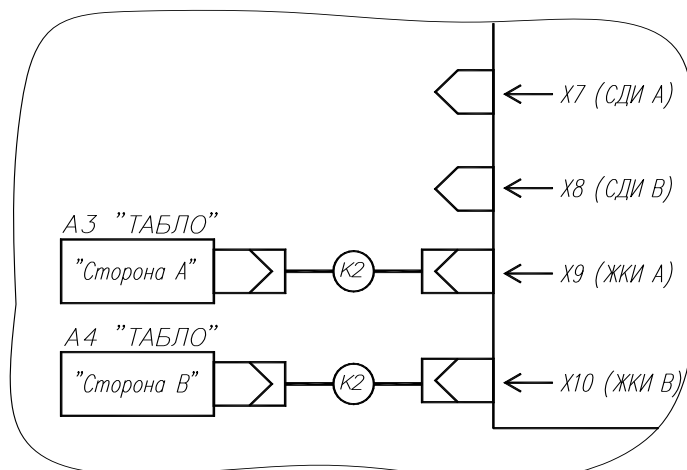 X7 (СДИ А)
X8 (СДИ В)
А3 "ТАБЛО"
"Сторона А"
К2
X9 (ЖКИ А)
А4 "ТАБЛО"
"Сторона В"
К2
X10 (ЖКИ В)